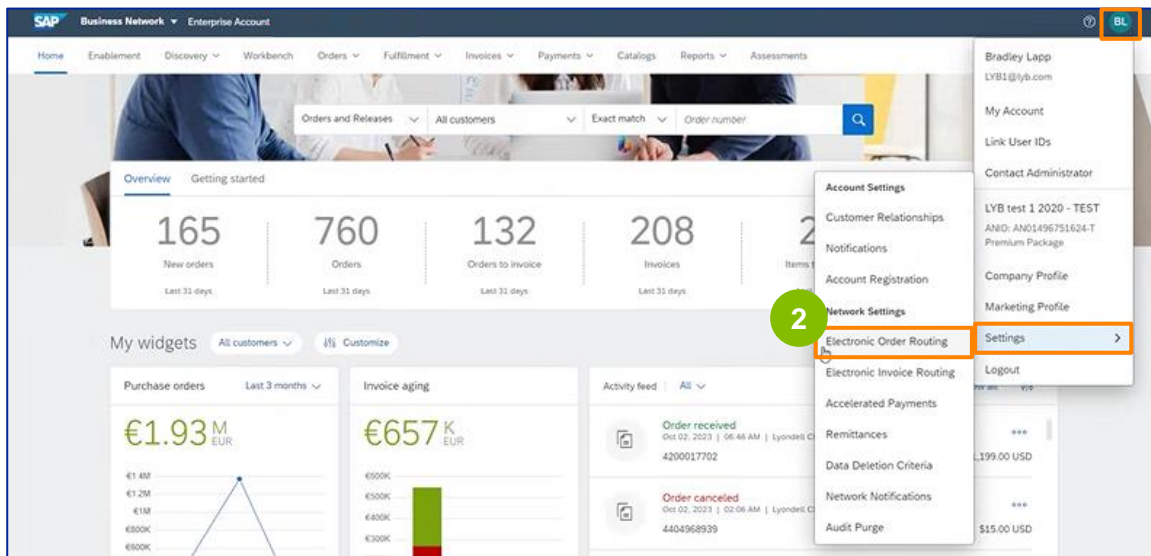 SAP Business Network Enterprise Account BL
Home Enablement Discovery Workbench Orders Fulfillment Invoices Payments Catalogs Reports Assessments
Orders and Releases All customers Exact match Order number
Bradley Lapp
LYB1@lyb.com
My Account
Link User IDs
Contact Administrator
LYB test 1 2020 - TEST
ANID: AN01496751624-T
Premium Package
Company Profile
Marketing Profile
Settings
Logout
Account Settings
Customer Relationships
Notifications
Account Registration
Network Settings
2
Electronic Order Routing
Electronic Invoice Routing
Accelerated Payments
Remittances
Data Deletion Criteria
Network Notifications
Audit Purge
Overview Getting started
165 760 132 208 2
New orders Orders Orders to invoice Invoices Items t
Last 31 days Last 31 days Last 31 days Last 31 days
My widgets All customers Customize
Purchase orders Last 3 months
€1.93 M
EUR
€1.4M
€1.2M
€1M
€800K
€600K
Invoice aging
€657 K
EUR
€600K
€500K
€400K
€300K
Activity feed All
Order received
Oct 02, 2023 | 06:46 AM | Lyondell C
4200017702
,199.00 USD
Order canceled
Oct 02, 2023 | 02:06 AM | Lyondell C
4404968939
$15.00 USD